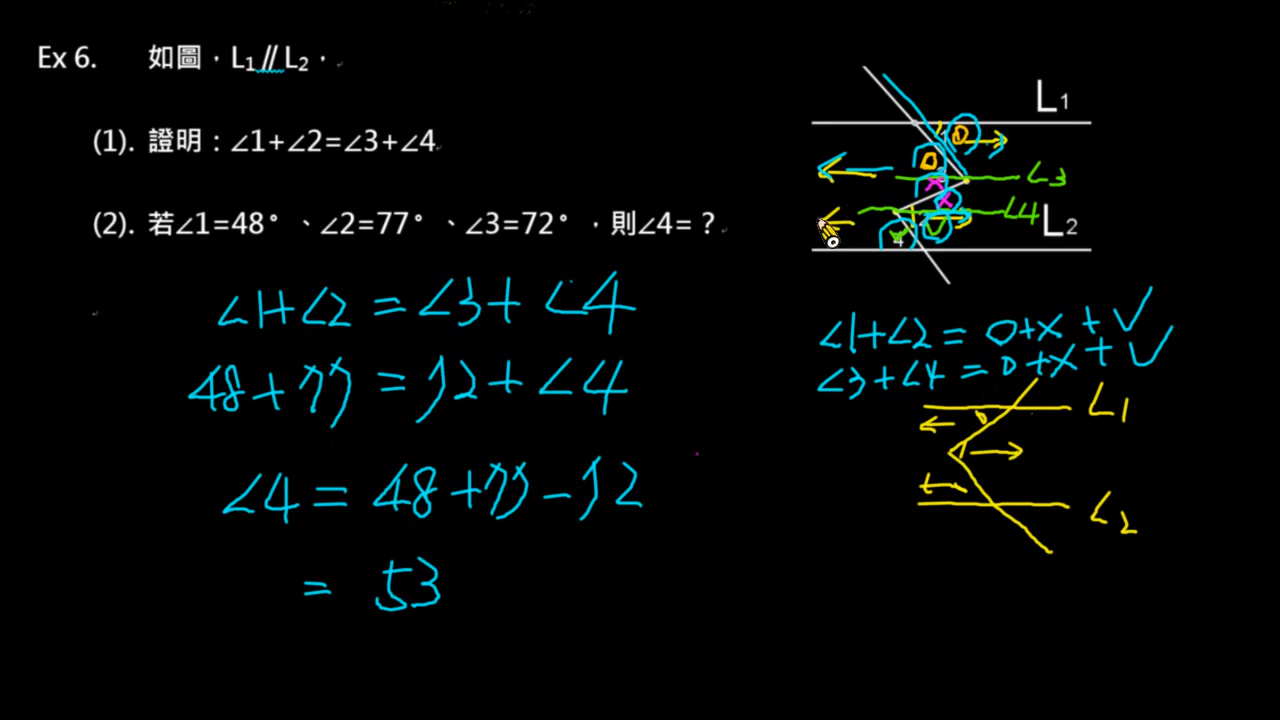 Ex 6. 如圖，L1∥L2，
(1). 證明：∠1+∠2=∠3+∠4
(2). 若∠1=48°、∠2=77°、∠3=72°，則∠4=？
∠1+∠2=∠3+∠4
48+77=72+∠4
∠4=48+77-72
= 53
L1
L3
L4
L2
4
∠1+∠2=O+X+✓
∠3+∠4=O+X+✓
L1
L2